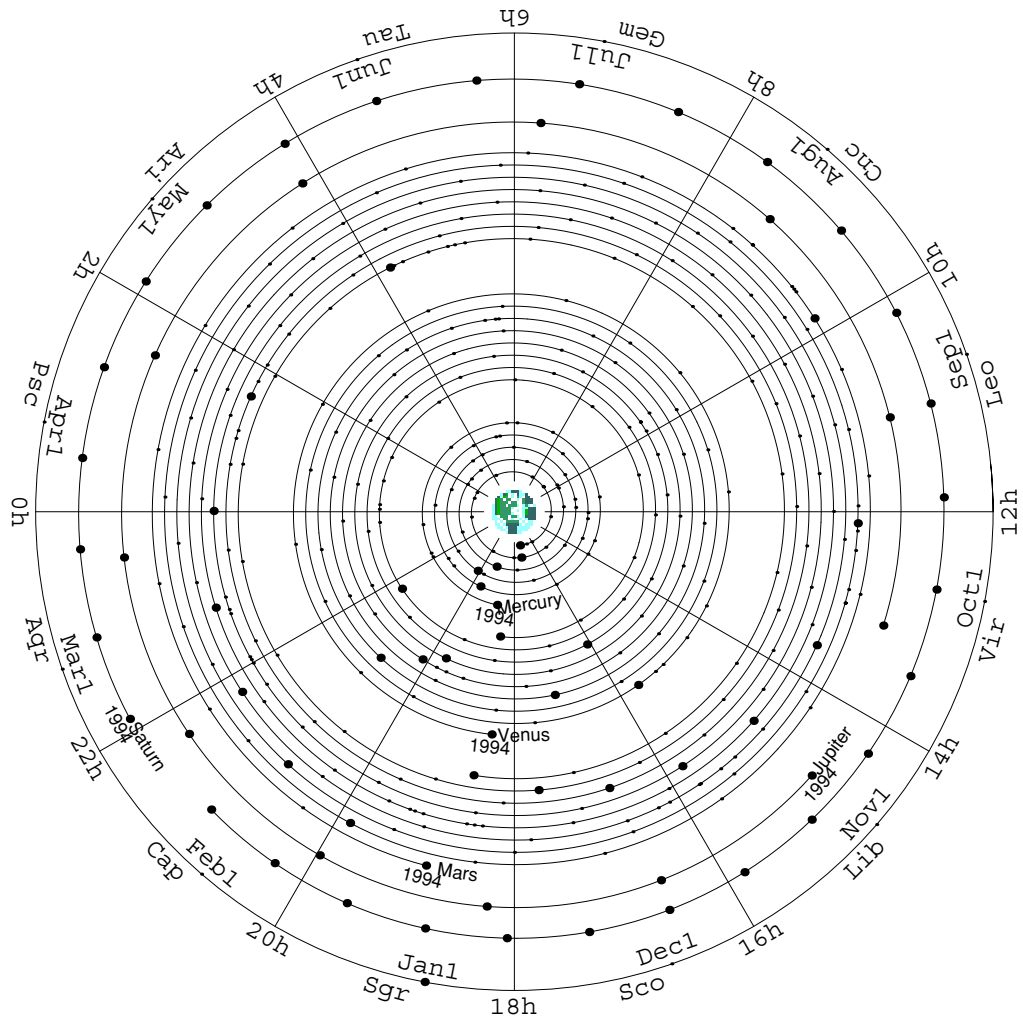 6h
Gem
Jul1
8h
Cnc
Aug1
10h
Leo
Sep1
12h
Vir
Oct1
14h
Lib
Nov1
16h
Sco
Dec1
18h
Sgr
Jan1
20h
Cap
Feb1
22h
Aqr
Mar1
0h
Psc
Apr1
2h
Ari
May1
4h
Tau
Jun1
Mercury
1994
Venus
1994
Mars
1994
Jupiter
1994
Saturn
1994